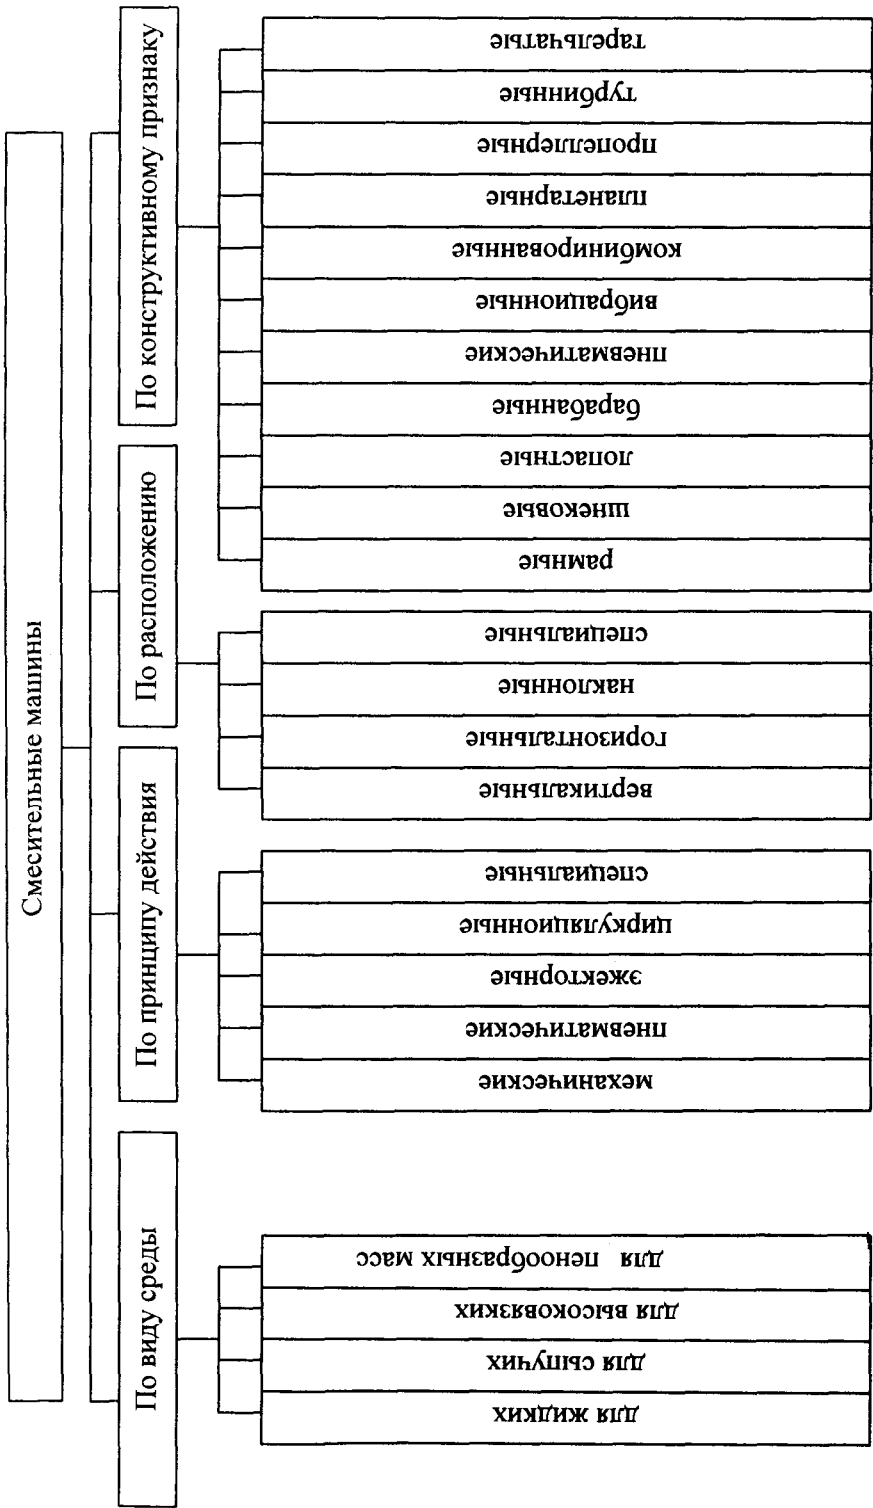 Смесительные машины
По виду среды
для жидких
для сыпучих
для высоковязких
для пенообразных масс
По принципу действия
механические
пневматические
эжекторные
циркуляционные
специальные
По расположению
вертикальные
горизонтальные
наклонные
специальные
По конструктивному признаку
рамные
шнековые
лопастные
барабанные
пневматические
вибрационные
комбинированные
планетарные
пропеллерные
турбинные
тарельчатые